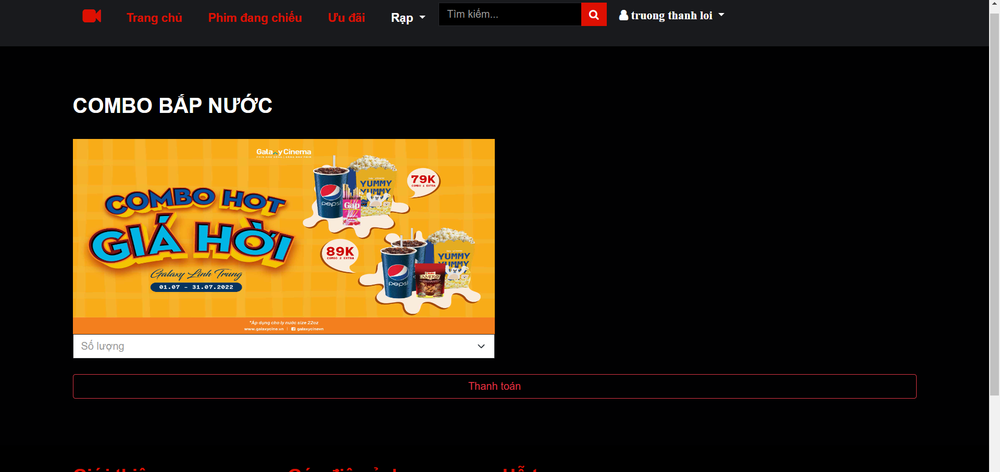 Trang chủ
Phim đang chiếu
Ưu đãi
Rạp
Tìm kiếm...
truong thanh loi
COMBO BẮP NƯỚC
Galaxy Cinema
COMBO HOT
GIÁ HỜI
Galaxy Linh Trung
01.07 - 31.07.2022
79K
COMBO 1 EXTRA
YUMMY
YUMMY
pepsi
Gap
89K
COMBO 2 EXTRA
YUMMY
YUMMY
pepsi
*Áp dụng cho ly nước size 22oz
www.galaxycine.vn | galaxycinevn
Số lượng
Thanh toán